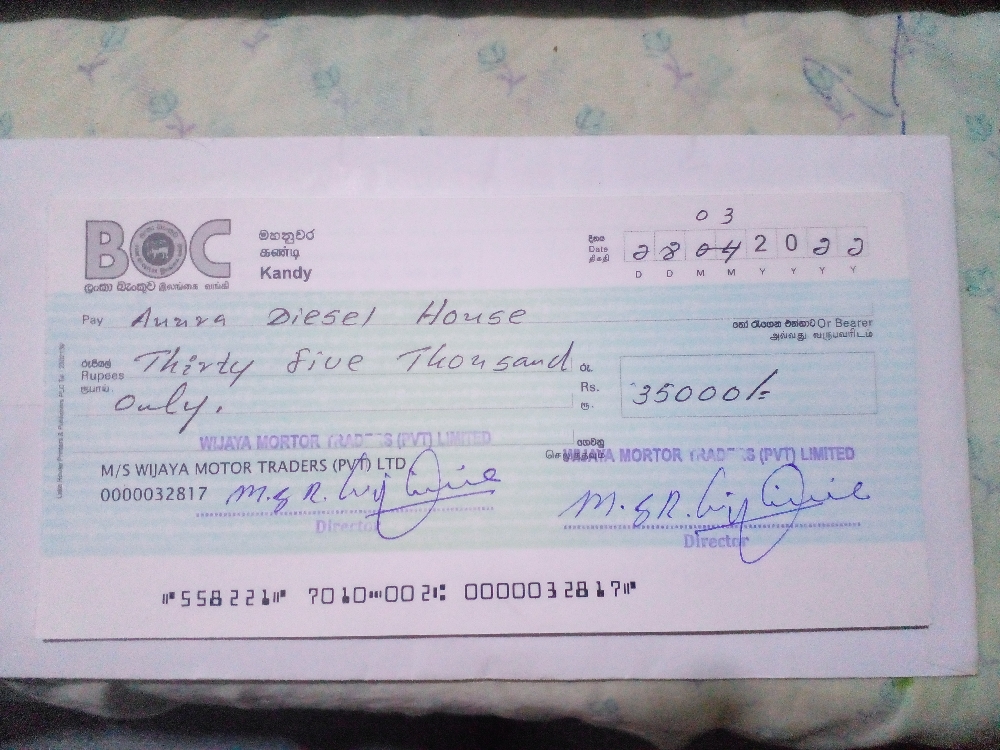 03
BOC
මහනුවර
கண்டி
Kandy
දිනය
Date
திகதி
28 04 2022
D D M M Y Y Y Y
ලංකා බැංකුව இலங்கை வங்கி
Pay Anura Diesel House
හෝ රැගෙන එන්නාට Or Bearer
அல்லது வருபவரிடம்
රුපියල්
Rupees
ரூபாய்
Thirty five Thousand
only.
රු.
Rs.
ரூ.
35000/=
ගෙවනු
WIJAYA MORTOR TRADERS (PVT) LIMITED
WIJAYA MORTOR TRADERS (PVT) LIMITED
M/S WIJAYA MOTOR TRADERS (PVT) LTD
0000032817
Director
Director
⑈558221⑈ 7010⑉002⑆ 0000032817⑈